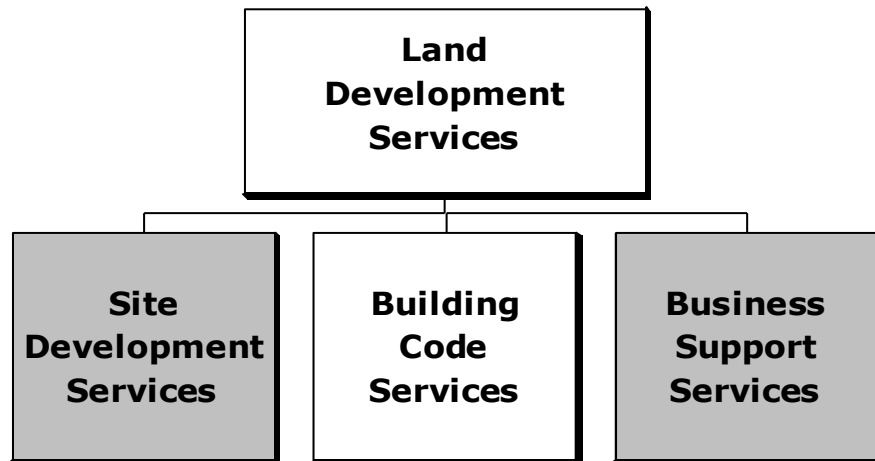 Land
Development
Services
Site
Development
Services
Building
Code
Services
Business
Support
Services